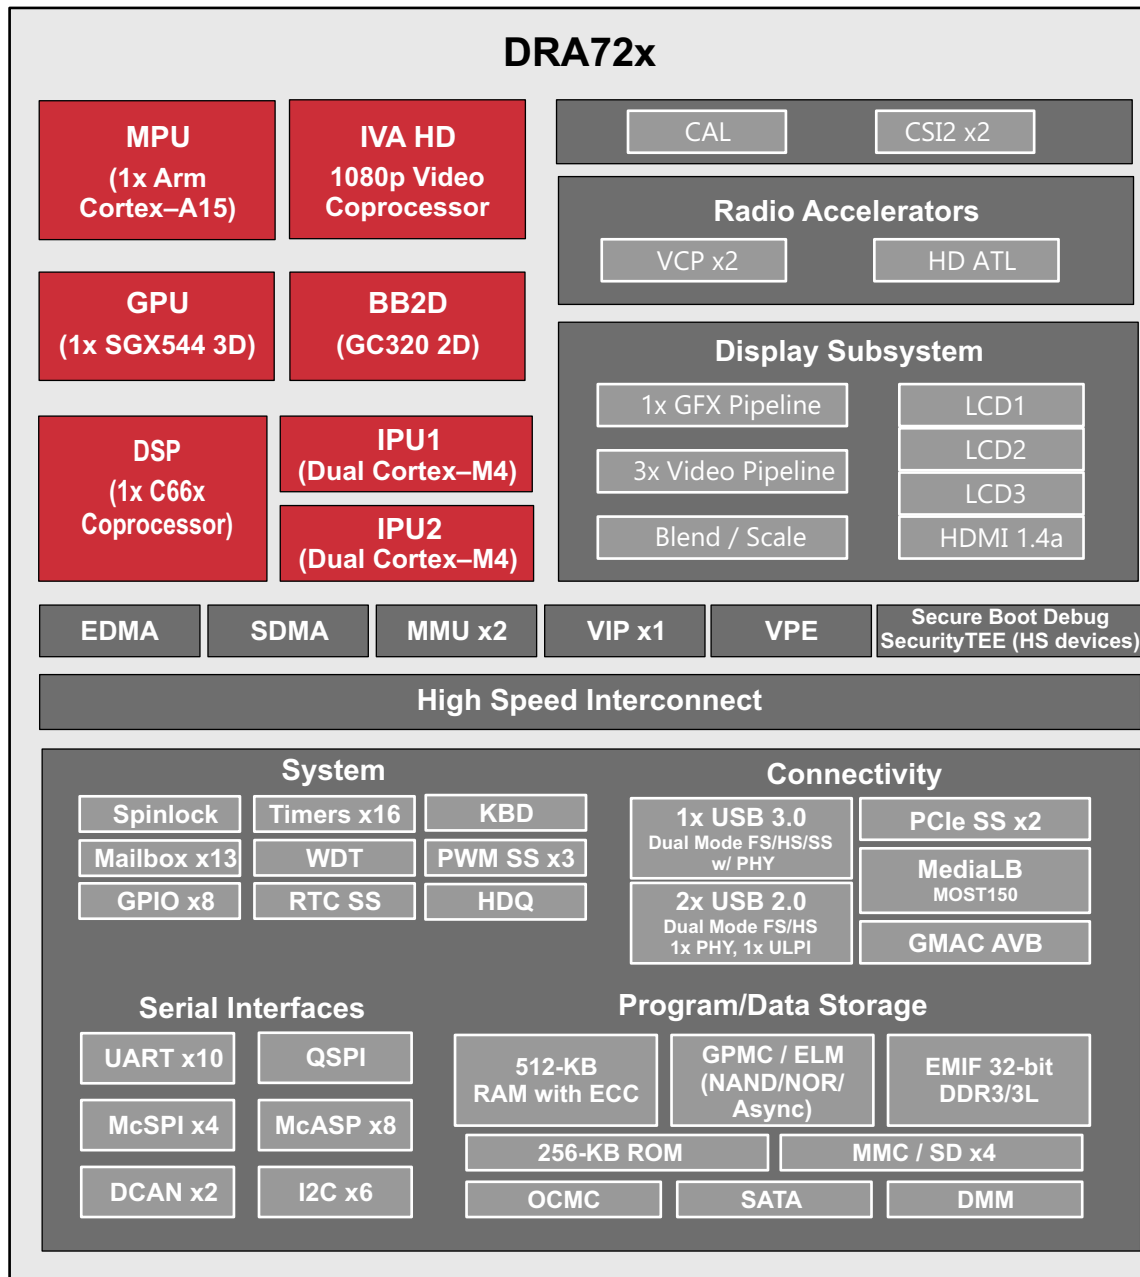 DRA72x
MPU
(1x Arm
Cortex–A15)
IVA HD
1080p Video
Coprocessor
CAL
CSI2 x2
Radio Accelerators
VCP x2
HD ATL
GPU
(1x SGX544 3D)
BB2D
(GC320 2D)
Display Subsystem
1x GFX Pipeline
3x Video Pipeline
Blend / Scale
LCD1
LCD2
LCD3
HDMI 1.4a
DSP
(1x C66x
Coprocessor)
IPU1
(Dual Cortex–M4)
IPU2
(Dual Cortex–M4)
EDMA
SDMA
MMU x2
VIP x1
VPE
Secure Boot Debug
SecurityTEE (HS devices)
High Speed Interconnect
System
Spinlock
Timers x16
KBD
Mailbox x13
WDT
PWM SS x3
GPIO x8
RTC SS
HDQ
Connectivity
1x USB 3.0
Dual Mode FS/HS/SS
w/ PHY
2x USB 2.0
Dual Mode FS/HS
1x PHY, 1x ULPI
PCIe SS x2
MediaLB
MOST150
GMAC AVB
Serial Interfaces
UART x10
QSPI
McSPI x4
McASP x8
DCAN x2
I2C x6
Program/Data Storage
512-KB
RAM with ECC
GPMC / ELM
(NAND/NOR/
Async)
EMIF 32-bit
DDR3/3L
256-KB ROM
MMC / SD x4
OCMC
SATA
DMM